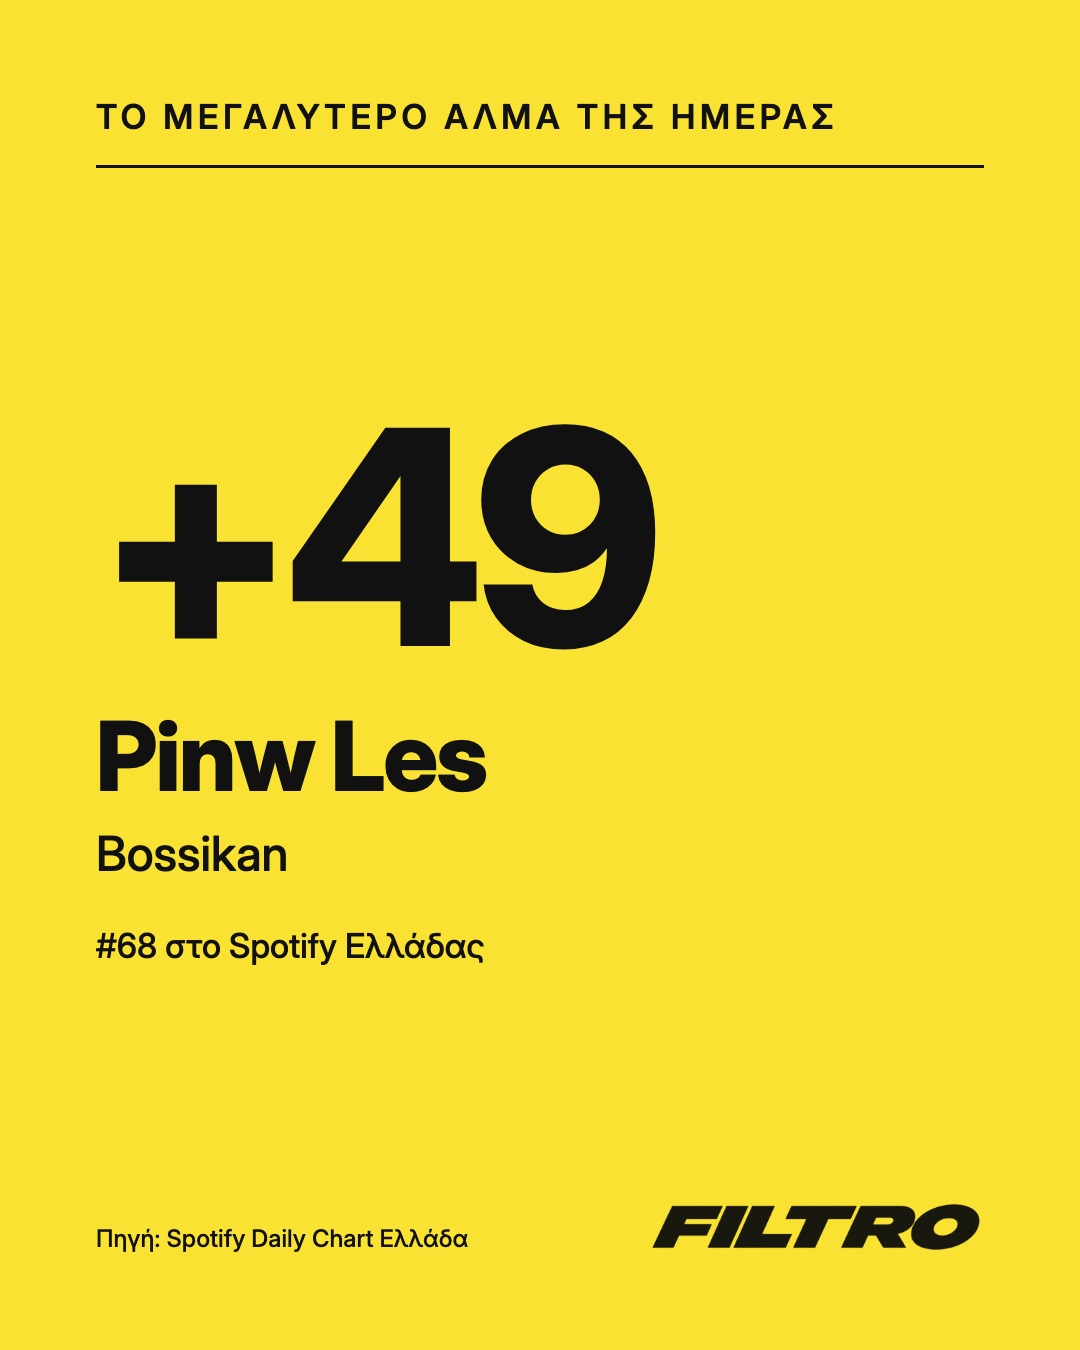 ΤΟ ΜΕΓΑΛΥΤΕΡΟ ΑΛΜΑ ΤΗΣ ΗΜΕΡΑΣ
+49
Pinw Les
Bossikan
#68 στο Spotify Ελλάδας
Πηγή: Spotify Daily Chart Ελλάδα
FILTRO